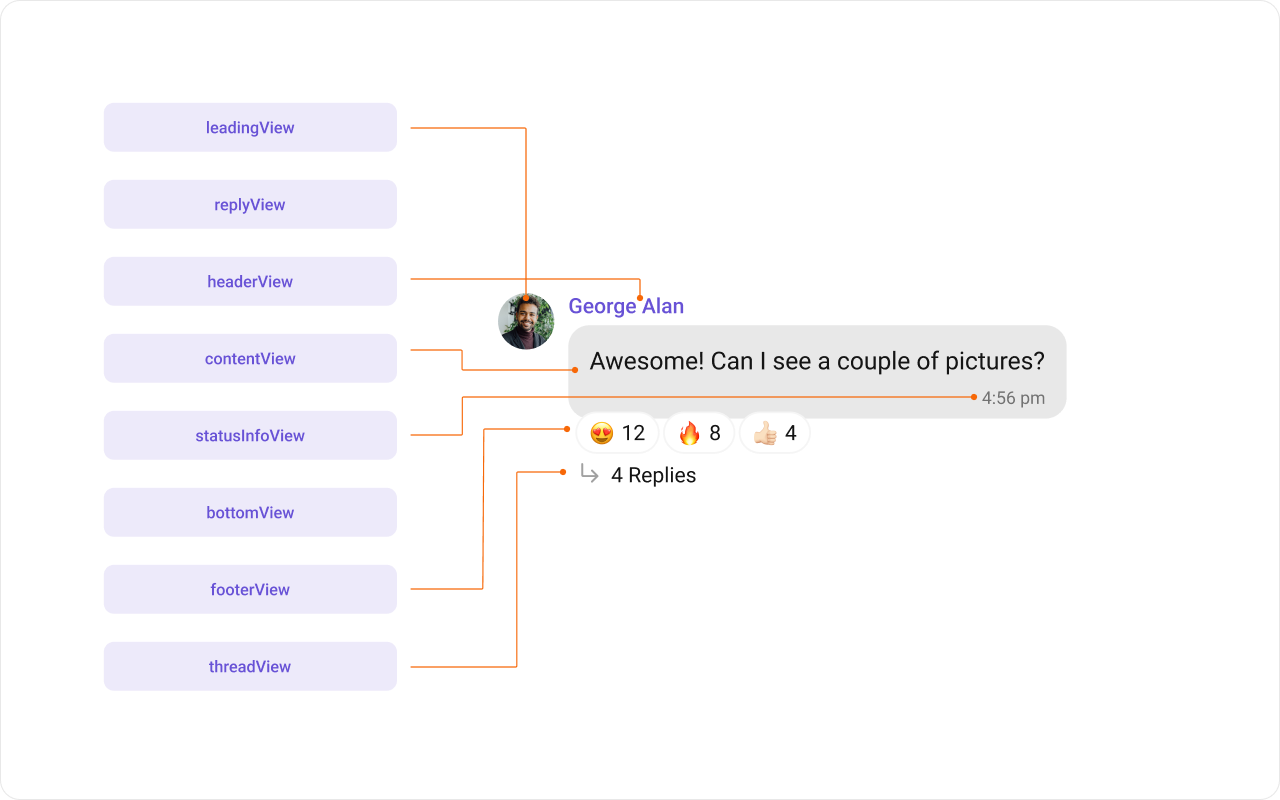 leadingView
replyView
headerView
contentView
statusInfoView
bottomView
footerView
threadView
George Alan
Awesome! Can I see a couple of pictures?
4:56 pm
😍 12 🔥 8 👍🏻 4
4 Replies